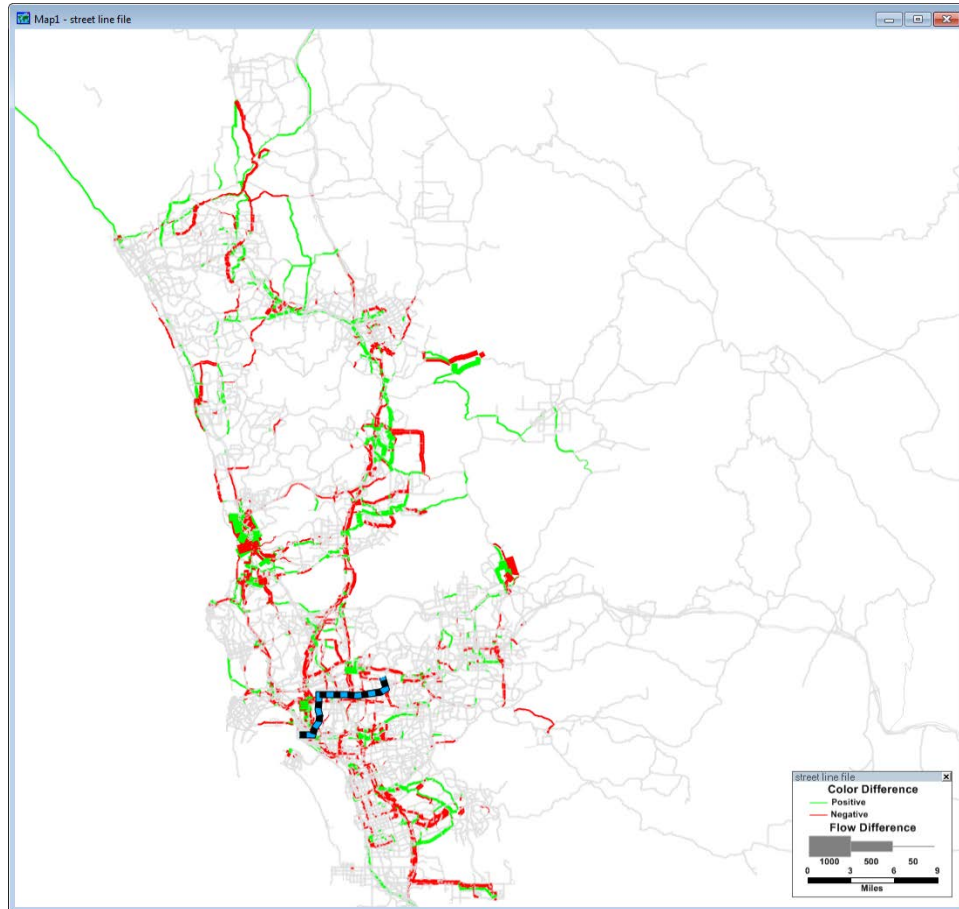 Map1 - street line file
street line file
Color Difference
Positive
Negative
Flow Difference
1000 500 50
0 3 6 9
Miles